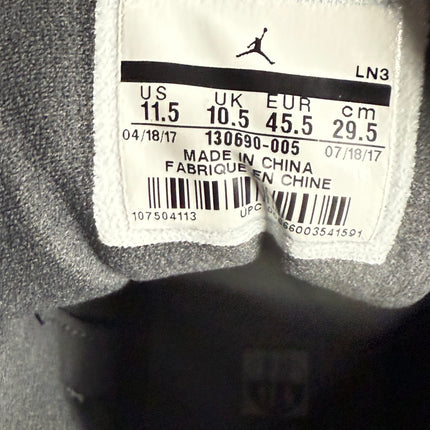 LN3
US UK EUR cm
11.5 10.5 45.5 29.5
04/18/17 130690-005 07/18/17
MADE IN CHINA
FABRIQUE EN CHINE
107504113 UPC 66003541591